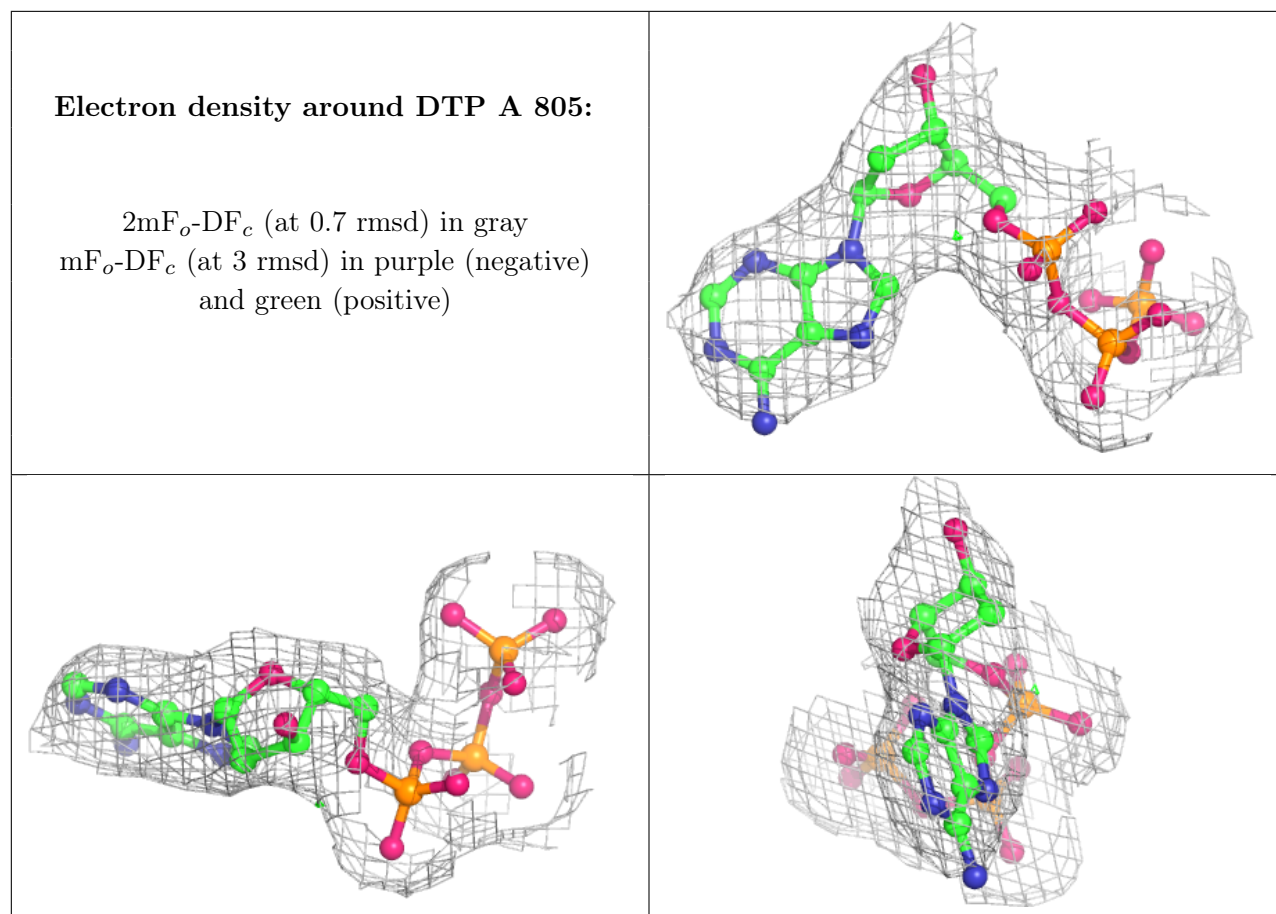 Electron density around DTP A 805:
2mFo-DFc (at 0.7 rmsd) in gray
mFo-DFc (at 3 rmsd) in purple (negative)
and green (positive)